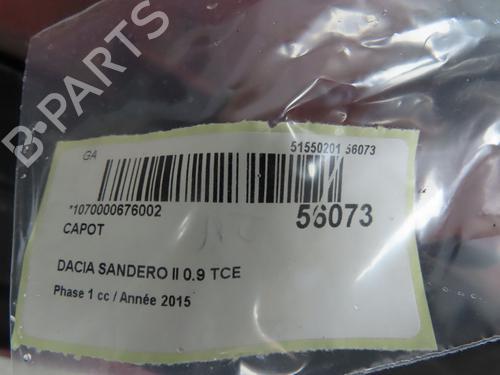 B-PARTS
GA
51550201 56073
*1070000676002
56073
CAPOT
DACIA SANDERO II 0.9 TCE
Phase 1 cc / Année 2015